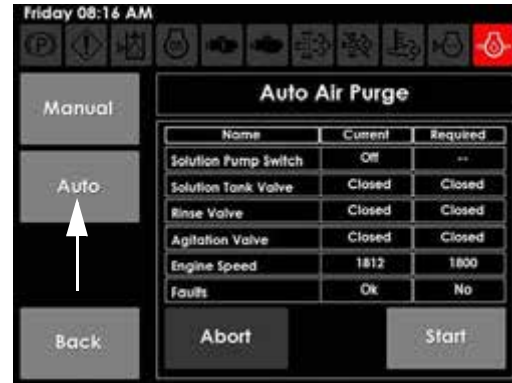 Friday 08:16 AM
Manual
Auto Air Purge
Name Current Required
Solution Pump Switch Off --
Solution Tank Valve Closed Closed
Auto
Rinse Valve Closed Closed
Agitation Valve Closed Closed
Engine Speed 1812 1800
Faults Ok No
Back
Abort
Start